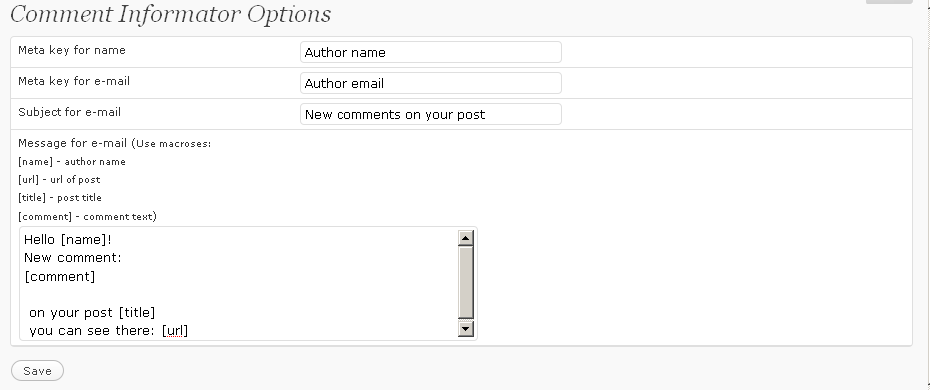 Comment Informator Options
Meta key for name Author name
Meta key for e-mail Author email
Subject for e-mail New comments on your post
Message for e-mail (Use macroses:
[name] - author name
[url] - url of post
[title] - post title
[comment] - comment text)
Hello [name]!
New comment:
[comment]
on your post [title]
you can see there: [url]
Save